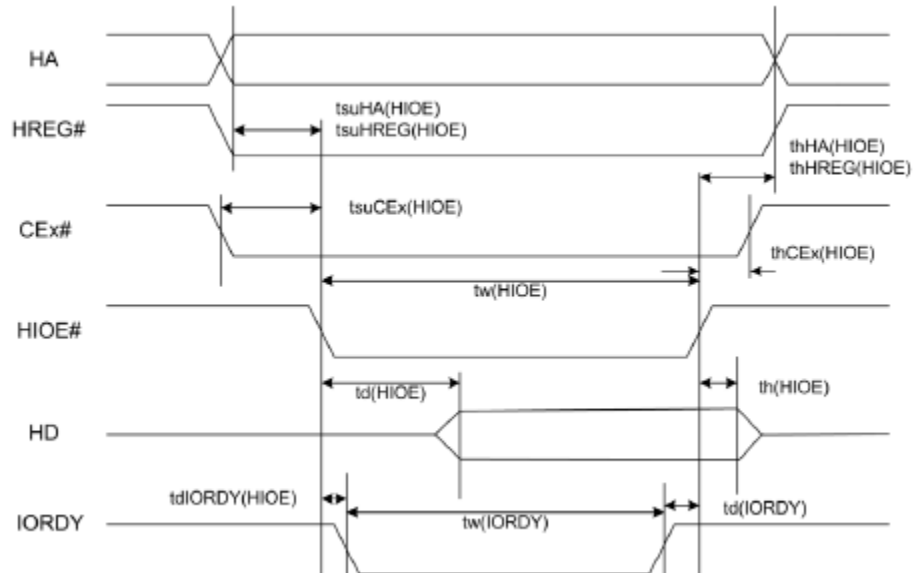 HA
tsuHA(HIOE)
HREG#
tsuHREG(HIOE)
thHA(HIOE)
thHREG(HIOE)
CEx#
tsuCEx(HIOE)
thCEx(HIOE)
tw(HIOE)
HIOE#
td(HIOE)
th(HIOE)
HD
tdIORDY(HIOE)
IORDY
tw(IORDY)
td(IORDY)